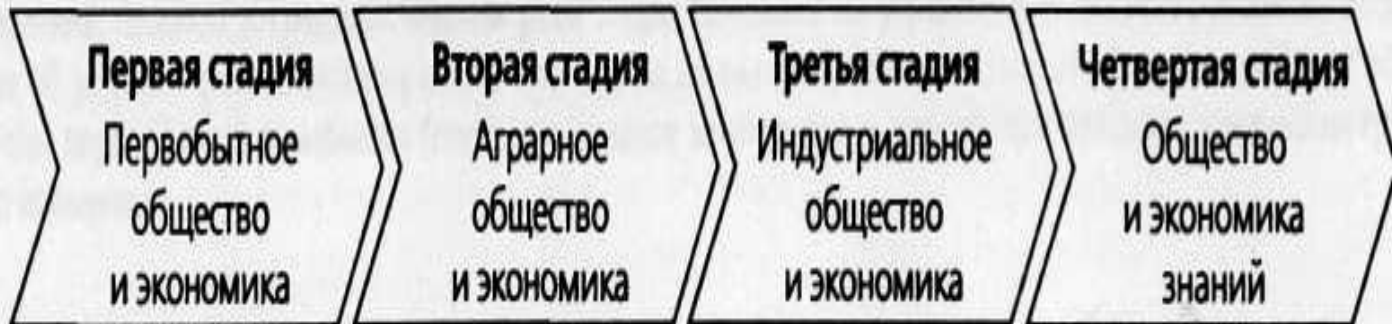 Первая стадия
Первобытное
общество
и экономика
Вторая стадия
Аграрное
общество
и экономика
Третья стадия
Индустриальное
общество
и экономика
Четвертая стадия
Общество
и экономика
знаний